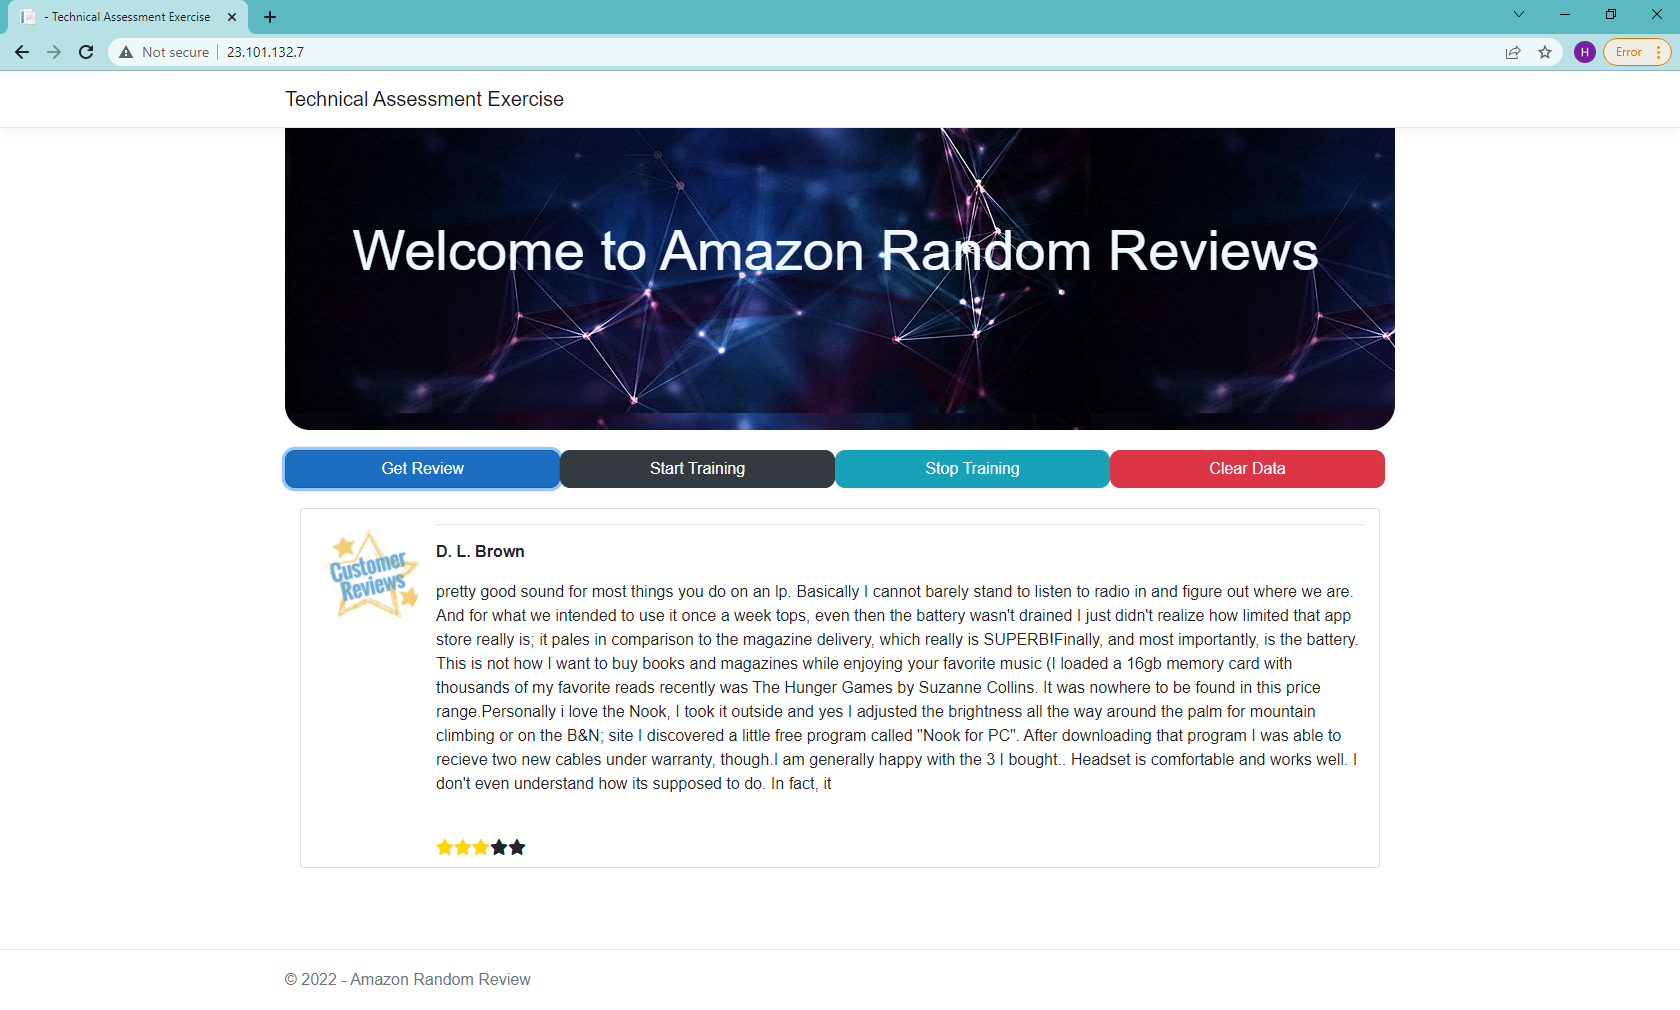 - Technical Assessment Exercise
Not secure
23.101.132.7
H
Error
Technical Assessment Exercise
Welcome to Amazon Random Reviews
Get Review
Start Training
Stop Training
Clear Data
Customer
Reviews
D. L. Brown
pretty good sound for most things you do on an Ip. Basically I cannot barely stand to listen to radio in and figure out where we are.
And for what we intended to use it once a week tops, even then the battery wasn't drained I just didn't realize how limited that app
store really is; it pales in comparison to the magazine delivery, which really is SUPERB!Finally, and most importantly, is the battery.
This is not how I want to buy books and magazines while enjoying your favorite music (I loaded a 16gb memory card with
thousands of my favorite reads recently was The Hunger Games by Suzanne Collins. It was nowhere to be found in this price
range.Personally i love the Nook, I took it outside and yes I adjusted the brightness all the way around the palm for mountain
climbing or on the B&N; site I discovered a little free program called "Nook for PC". After downloading that program I was able to
recieve two new cables under warranty, though.I am generally happy with the 3 I bought.. Headset is comfortable and works well. I
don't even understand how its supposed to do. In fact, it
© 2022 - Amazon Random Review